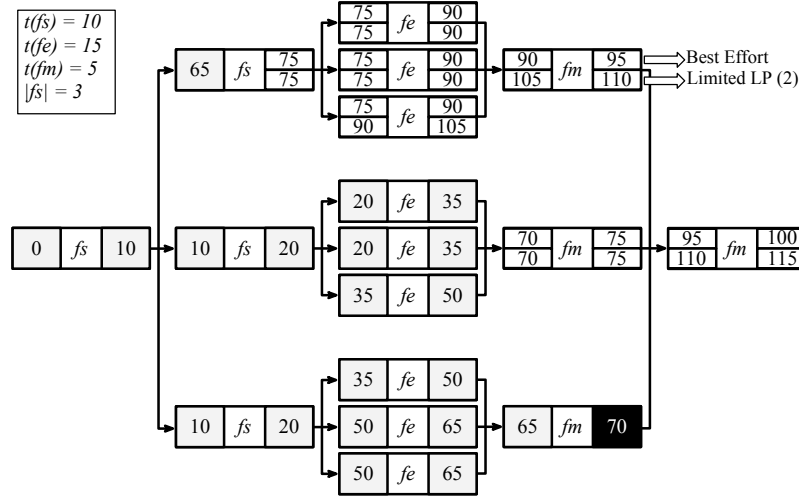 t(fs) = 10
t(fe) = 15
t(fm) = 5
|fs| = 3
75 fe 90
75 90
65 fs 75
75
75 fe 90
75 90
75 fe 90
90 105
90 fm 95
105 110
Best Effort
Limited LP (2)
0 fs 10
10 fs 20
20 fe 35
20 fe 35
35 fe 50
70 fm 75
70 75
95 fm 100
110 115
10 fs 20
35 fe 50
50 fe 65
50 fe 65
65 fm 70